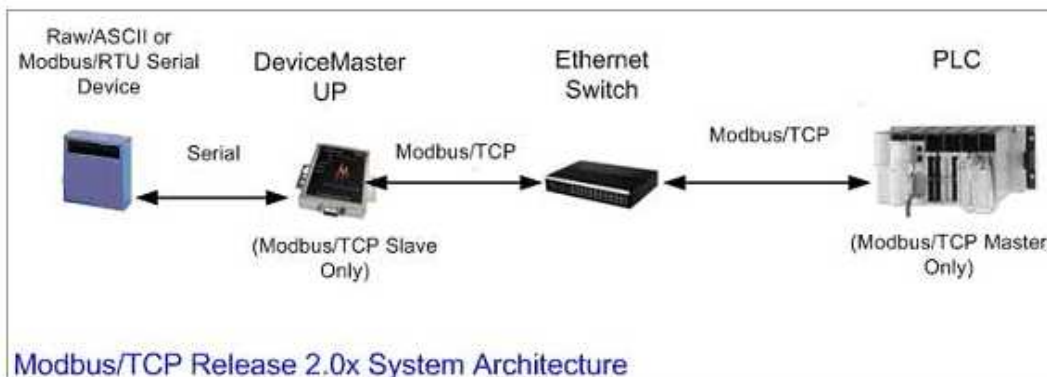 Raw/ASCII or
Modbus/RTU Serial
Device
DeviceMaster
UP
Ethernet
Switch
PLC
Serial
Modbus/TCP
Modbus/TCP
(Modbus/TCP Slave
Only)
(Modbus/TCP Master
Only)
Modbus/TCP Release 2.0x System Architecture